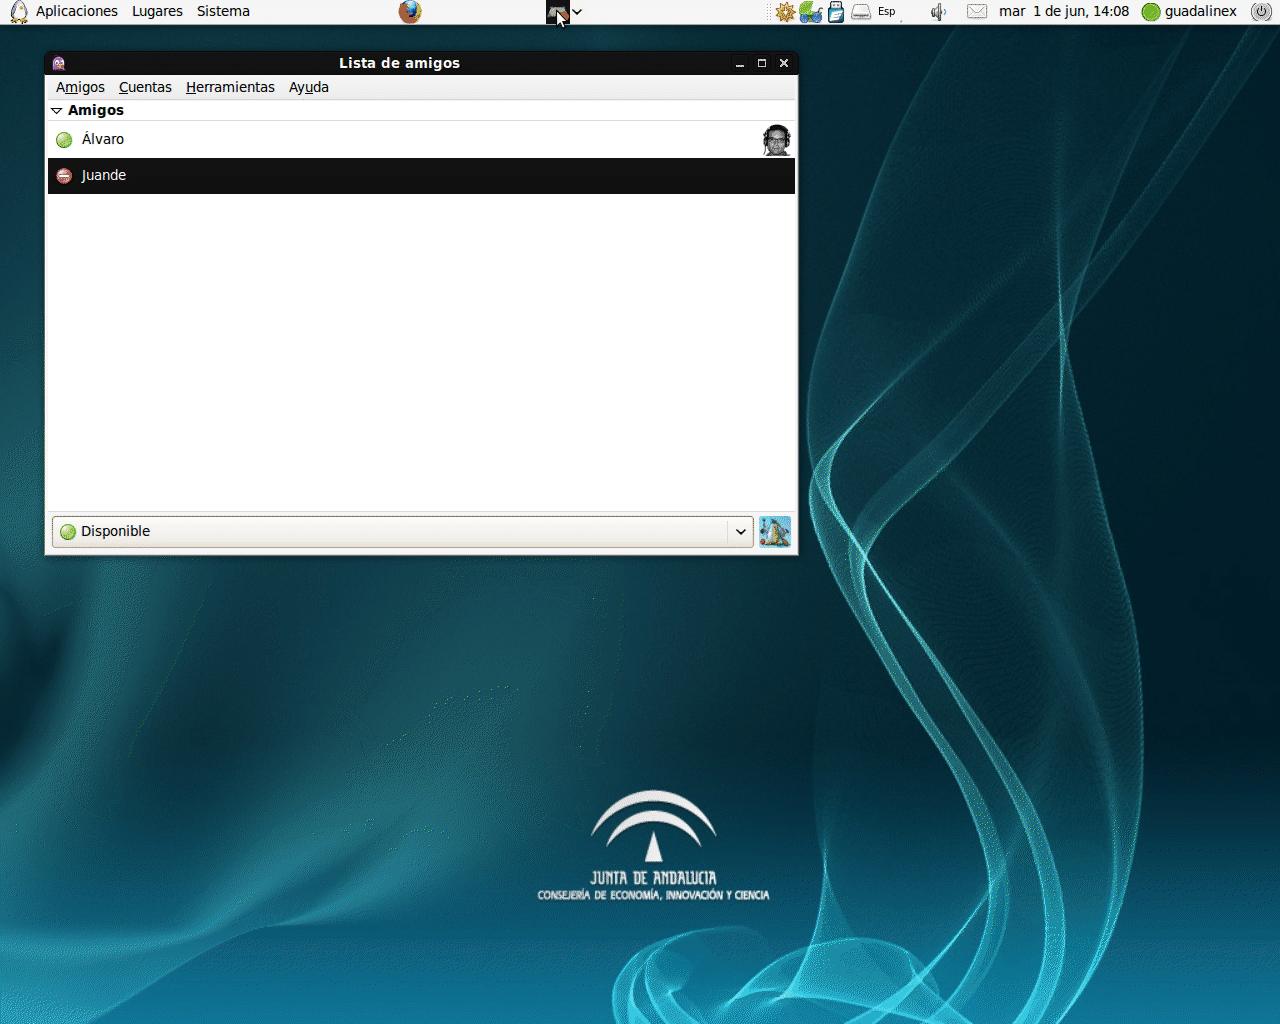 Aplicaciones Lugares Sistema Esp mar 1 de jun, 14:08 guadalinex
Lista de amigos
Amigos Cuentas Herramientas Ayuda
Amigos
Álvaro
Juande
Disponible
JUNTA DE ANDALUCIA
CONSEJERÍA DE ECONOMÍA, INNOVACIÓN Y CIENCIA